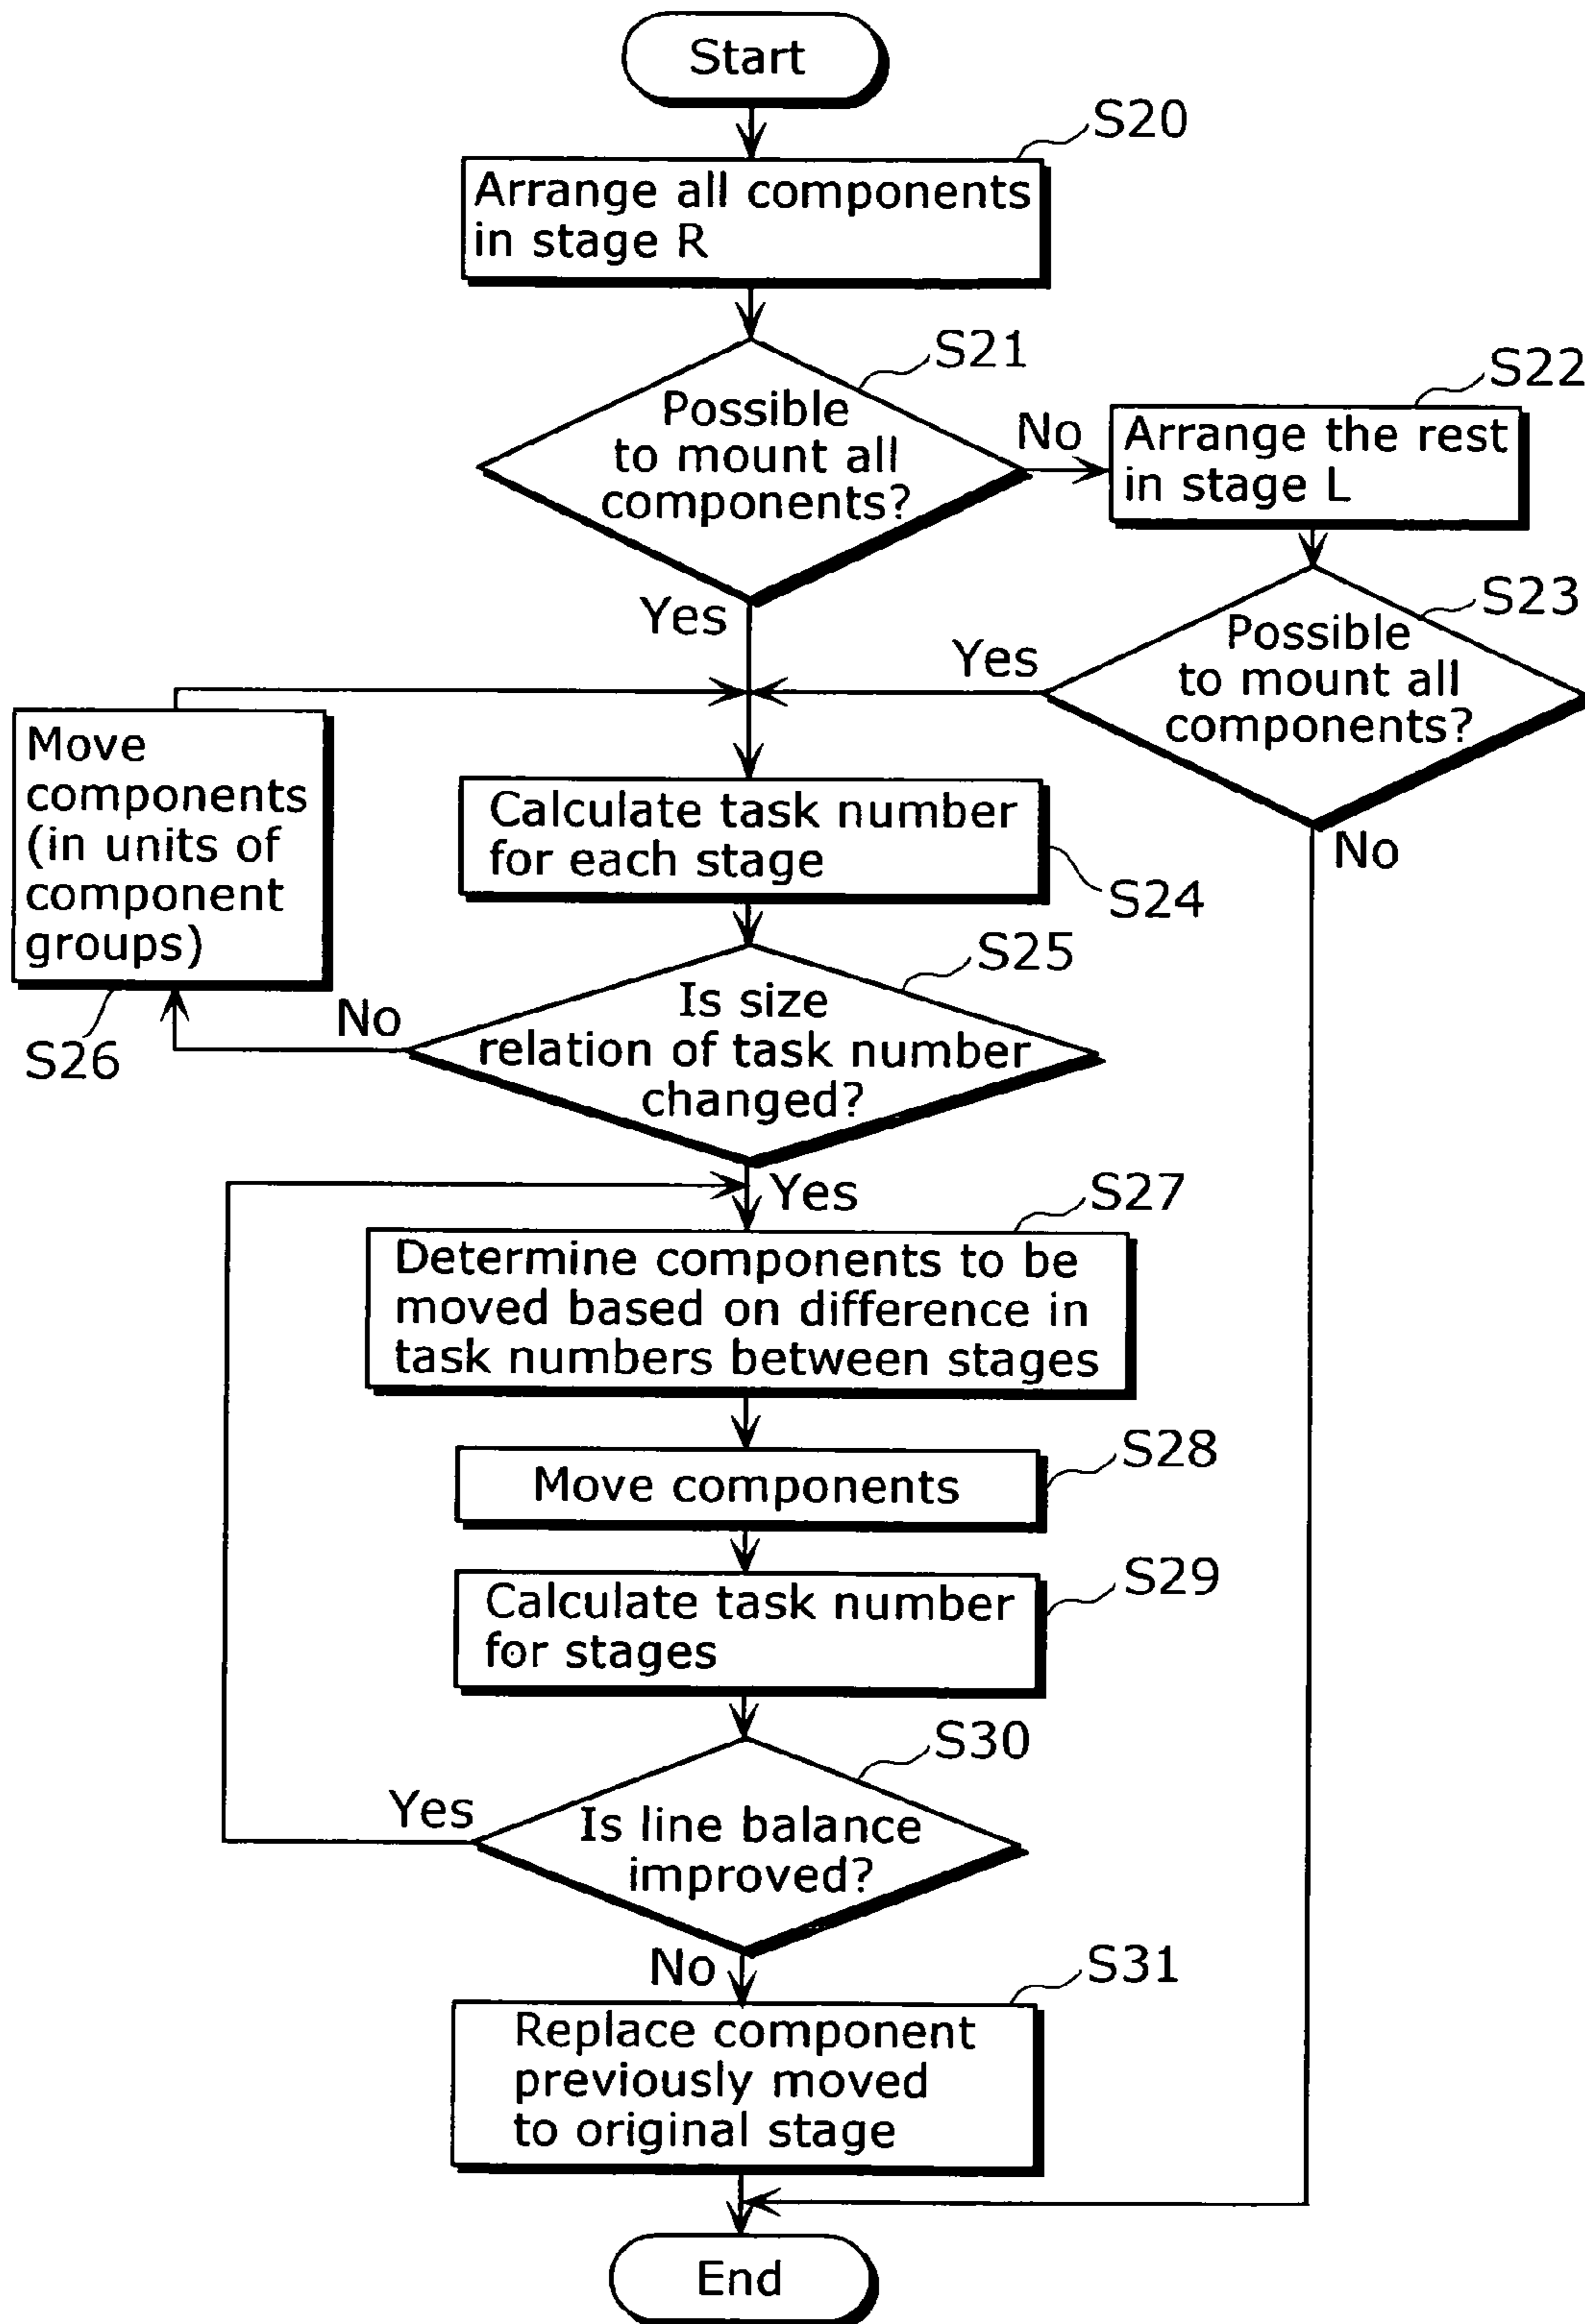 Start
S20
Arrange all components
in stage R
S21
Possible
to mount all
components?
No
S22
Arrange the rest
in stage L
Yes
S23
Possible
to mount all
components?
Yes
No
Move
components
(in units of
component
groups)
S26
Calculate task number
for each stage
S24
S25
Is size
relation of task number
changed?
No
Yes
S27
Determine components to be
moved based on difference in
task numbers between stages
S28
Move components
S29
Calculate task number
for stages
S30
Is line balance
improved?
Yes
No
S31
Replace component
previously moved
to original stage
End